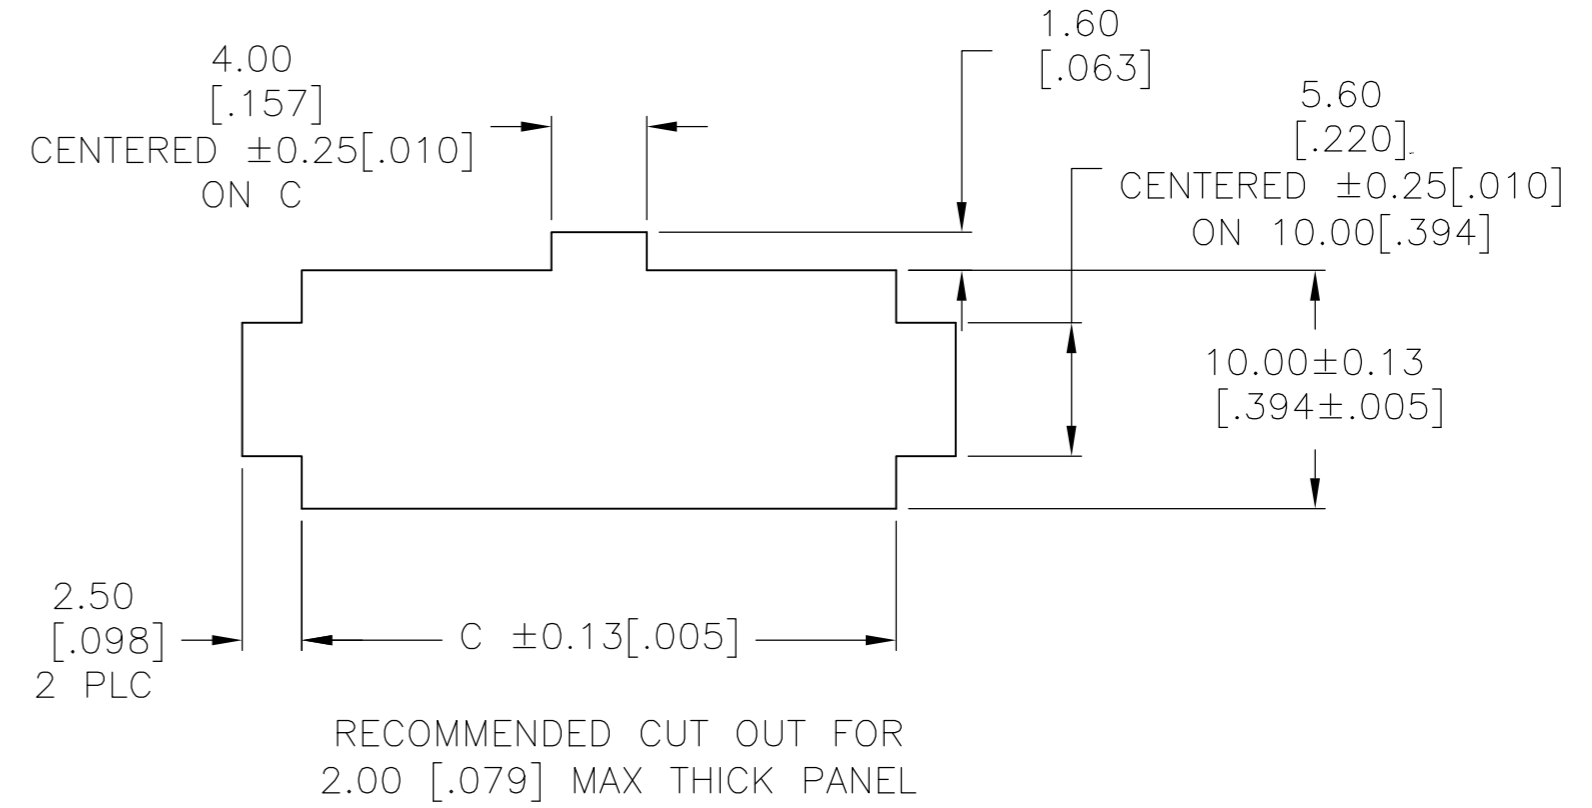 4.00
[.157]
CENTERED ±0.25[.010]
ON C
1.60
[.063]
5.60
[.220]
CENTERED ±0.25[.010]
ON 10.00[.394]
10.00±0.13
[.394±.005]
2.50
[.098]
2 PLC
C ±0.13[.005]
RECOMMENDED CUT OUT FOR
2.00 [.079] MAX THICK PANEL